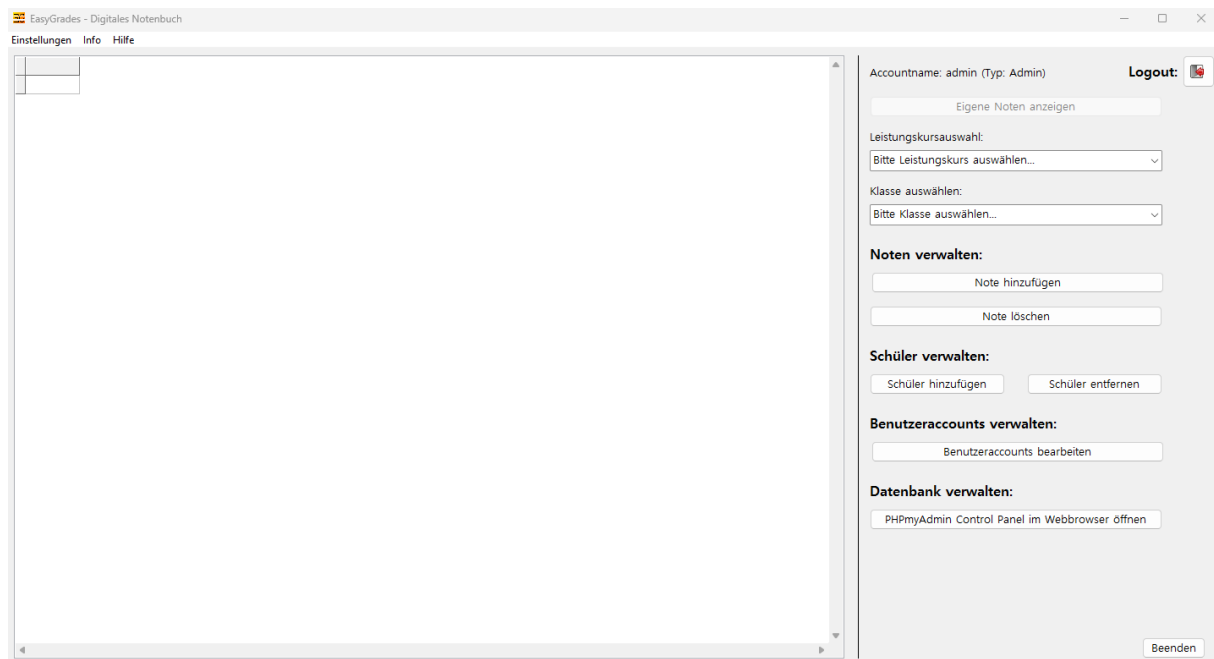 EasyGrades - Digitales Notenbuch
Einstellungen Info Hilfe
Accountname: admin (Typ: Admin) Logout:
Eigene Noten anzeigen
Leistungskursauswahl:
Bitte Leistungskurs auswählen...
Klasse auswählen:
Bitte Klasse auswählen...
Noten verwalten:
Note hinzufügen
Note löschen
Schüler verwalten:
Schüler hinzufügen Schüler entfernen
Benutzeraccounts verwalten:
Benutzeraccounts bearbeiten
Datenbank verwalten:
PHPmyAdmin Control Panel im Webbrowser öffnen
Beenden